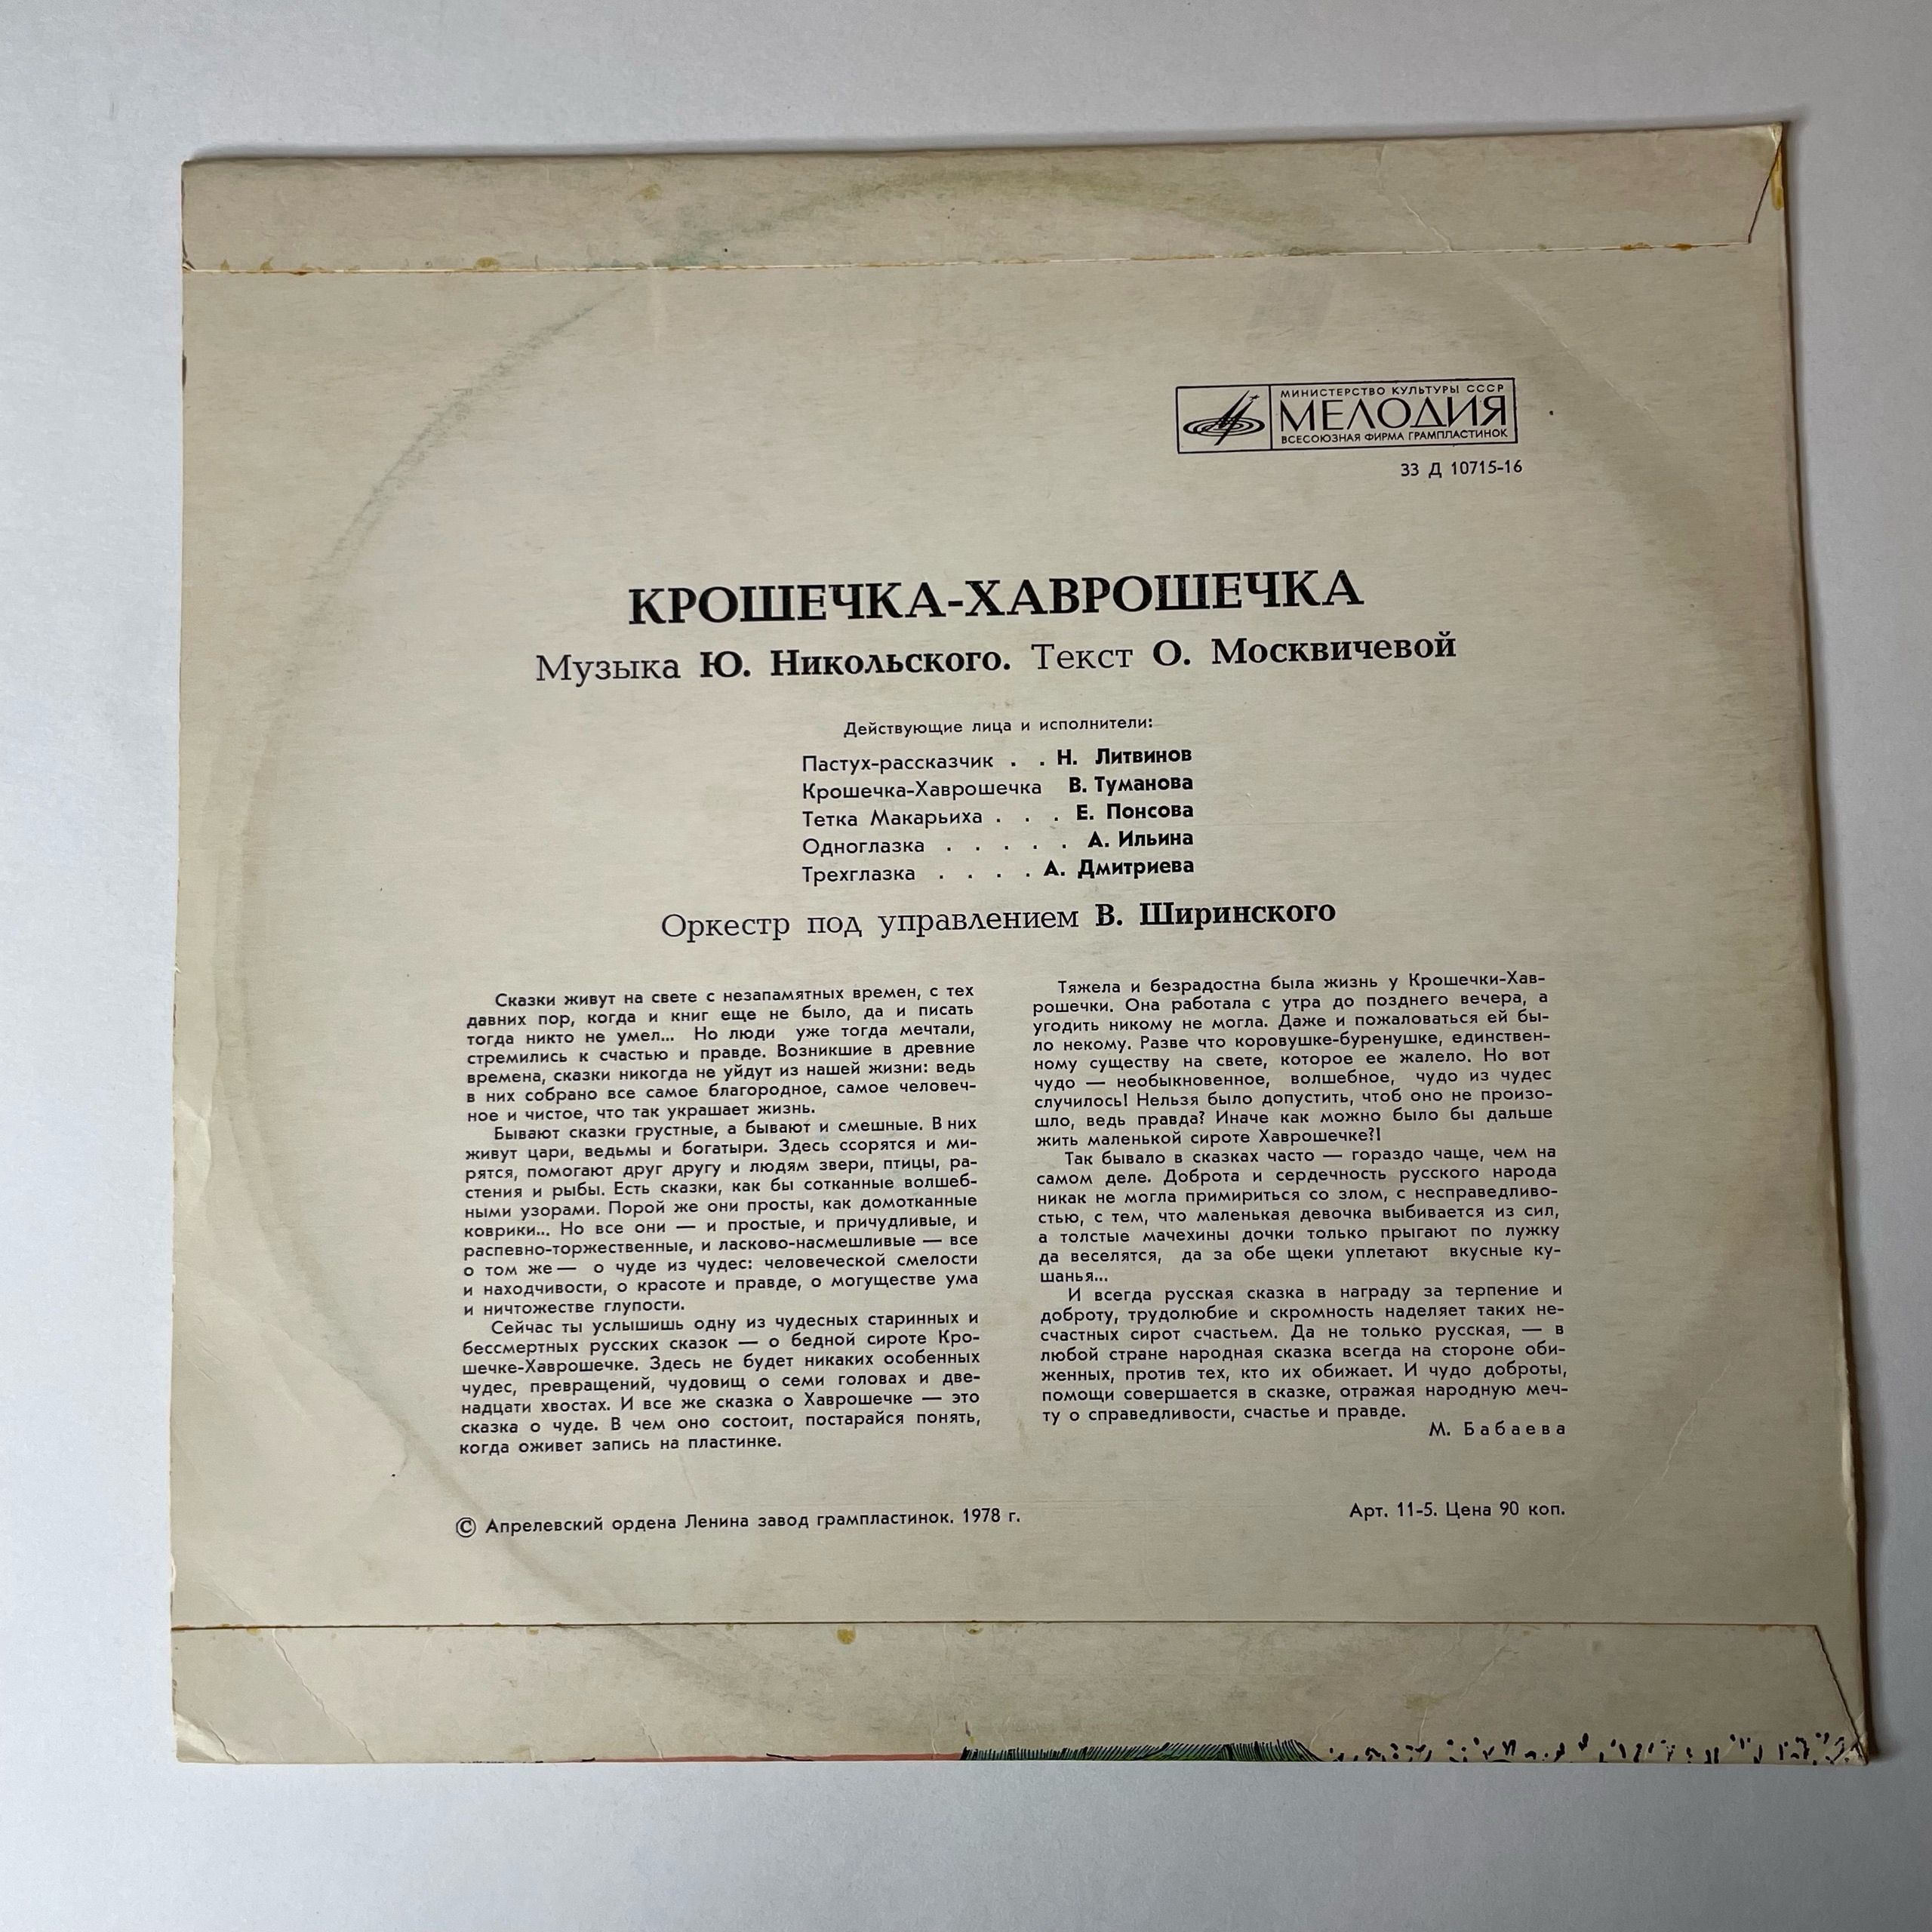 МИНИСТЕРСТВО КУЛЬТУРЫ СССР
МЕЛОДИЯ
ВСЕСОЮЗНАЯ ФИРМА ГРАМПЛАСТИНОК
33 Д 10715-16
КРОШЕЧКА-ХАВРОШЕЧКА
Музыка Ю. Никольского. Текст О. Москвичевой
Действующие лица и исполнители:
Пастух-рассказчик . . Н. Литвинов
Крошечка-Хаврошечка В. Туманова
Тетка Макарьиха . . . Е. Понсова
Одноглазка . . . . . А. Ильина
Трехглазка . . . . А. Дмитриева
Оркестр под управлением В. Ширинского
Сказки живут на свете с незапамятных времен, с тех
давних пор, когда и книг еще не было, да и писать
тогда никто не умел... Но люди уже тогда мечтали,
стремились к счастью и правде. Возникшие в древние
времена, сказки никогда не уйдут из нашей жизни: ведь
в них собрано все самое благородное, самое человеч-
ное и чистое, что так украшает жизнь.
Бывают сказки грустные, а бывают и смешные. В них
живут цари, ведьмы и богатыри. Здесь ссорятся и ми-
рятся, помогают друг другу и людям звери, птицы, ра-
стения и рыбы. Есть сказки, как бы сотканные волшеб-
ными узорами. Порой же они просты, как домотканные
коврики... Но все они — и простые, и причудливые, и
распевно-торжественные, и ласково-насмешливые — все
о том же — о чуде из чудес: человеческой смелости
и находчивости, о красоте и правде, о могуществе ума
и ничтожестве глупости.
Сейчас ты услышишь одну из чудесных старинных и
бессмертных русских сказок — о бедной сироте Кро-
шечке-Хаврошечке. Здесь не будет никаких особенных
чудес, превращений, чудовищ о семи головах и две-
надцати хвостах. И все же сказка о Хаврошечке — это
сказка о чуде. В чем оно состоит, постарайся понять,
когда оживет запись на пластинке.
Тяжела и безрадостна была жизнь у Крошечки-Хав-
рошечки. Она работала с утра до позднего вечера, а
угодить никому не могла. Даже и пожаловаться ей бы-
ло некому. Разве что коровушке-буренушке, единствен-
ному существу на свете, которое ее жалело. Но вот
чудо — необыкновенное, волшебное, чудо из чудес
случилось! Нельзя было допустить, чтоб оно не произо-
шло, ведь правда? Иначе как можно было бы дальше
жить маленькой сироте Хаврошечке?!
Так бывало в сказках часто — гораздо чаще, чем на
самом деле. Доброта и сердечность русского народа
никак не могла примириться со злом, с несправедливо-
стью, с тем, что маленькая девочка выбивается из сил,
а толстые мачехины дочки только прыгают по лужку
да веселятся, да за обе щеки уплетают вкусные ку-
шанья...
И всегда русская сказка в награду за терпение и
доброту, трудолюбие и скромность наделяет таких не-
счастных сирот счастьем. Да не только русская, — в
любой стране народная сказка всегда на стороне оби-
женных, против тех, кто их обижает. И чудо доброты,
помощи совершается в сказке, отражая народную меч-
ту о справедливости, счастье и правде.
М. Бабаева
© Апрелевский ордена Ленина завод грампластинок. 1978 г.
Арт. 11-5. Цена 90 коп.